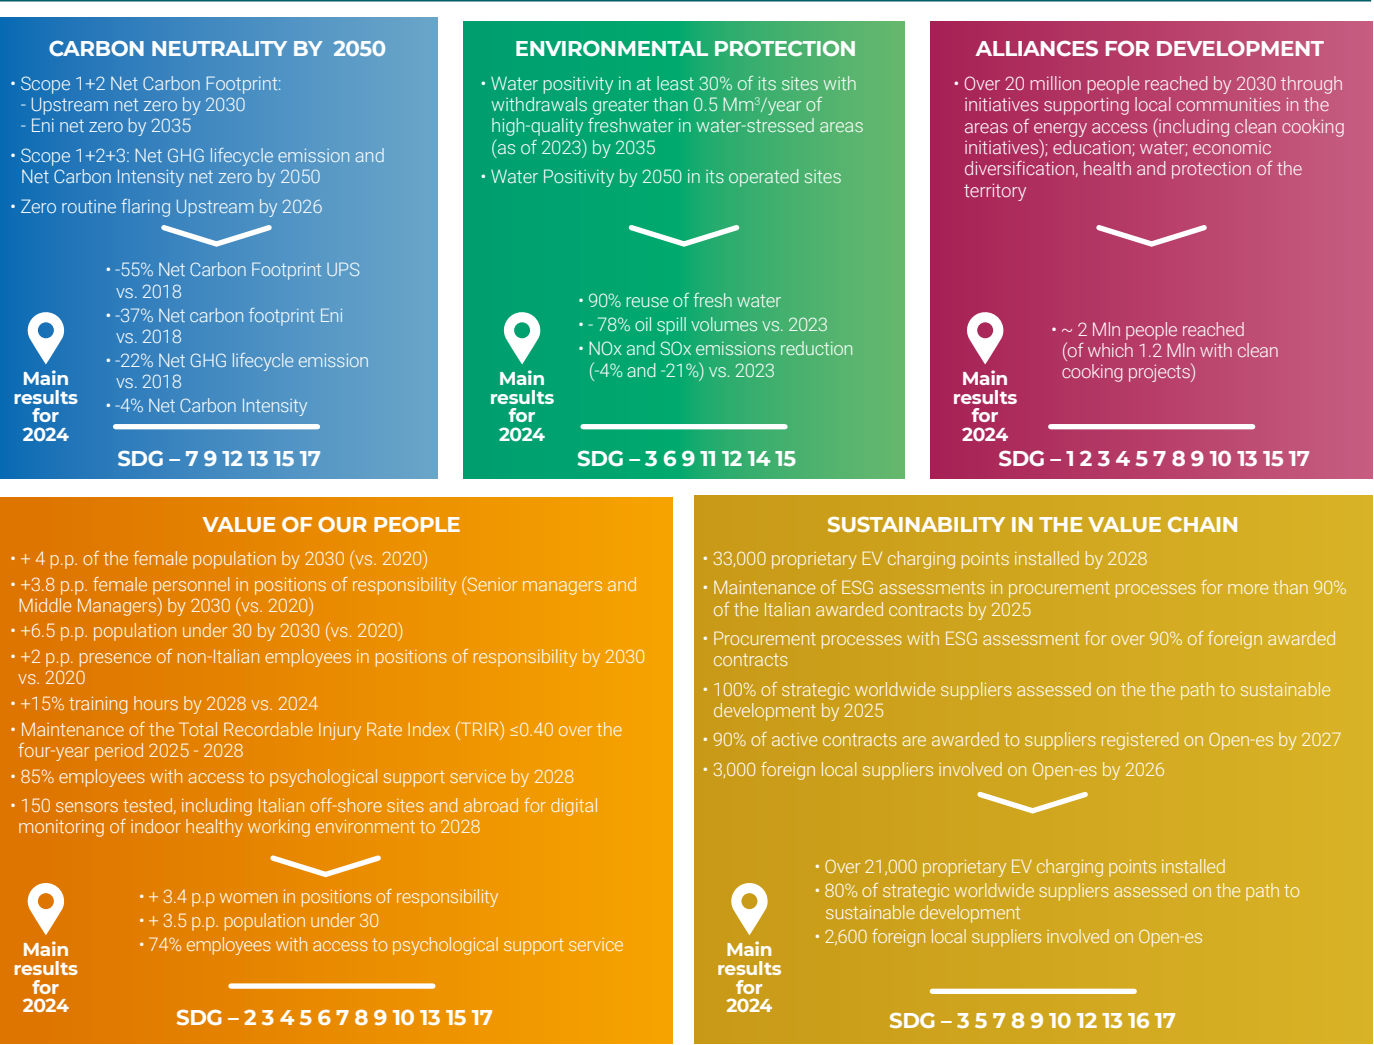 CARBON NEUTRALITY BY 2050
• Scope 1+2 Net Carbon Footprint:
- Upstream net zero by 2030
- Eni net zero by 2035
• Scope 1+2+3: Net GHG lifecycle emission and
Net Carbon Intensity net zero by 2050
• Zero routine flaring Upstream by 2026
• -55% Net Carbon Footprint UPS
vs. 2018
• -37% Net carbon footprint Eni
vs. 2018
• -22% Net GHG lifecycle emission
vs. 2018
• -4% Net Carbon Intensity
Main
results
for
2024
SDG – 7 9 12 13 15 17
ENVIRONMENTAL PROTECTION
• Water positivity in at least 30% of its sites with
withdrawals greater than 0.5 Mm³/year of
high-quality freshwater in water-stressed areas
(as of 2023) by 2035
• Water Positivity by 2050 in its operated sites
• 90% reuse of fresh water
• - 78% oil spill volumes vs. 2023
• NOx and SOx emissions reduction
(-4% and -21%) vs. 2023
Main
results
for
2024
SDG – 3 6 9 11 12 14 15
ALLIANCES FOR DEVELOPMENT
• Over 20 million people reached by 2030 through
initiatives supporting local communities in the
areas of energy access (including clean cooking
initiatives); education; water; economic
diversification, health and protection of the
territory
• ~ 2 Mln people reached
(of which 1.2 Mln with clean
cooking projects)
Main
results
for
2024
SDG – 1 2 3 4 5 7 8 9 10 13 15 17
VALUE OF OUR PEOPLE
• + 4 p.p. of the female population by 2030 (vs. 2020)
• +3.8 p.p. female personnel in positions of responsibility (Senior managers and
Middle Managers) by 2030 (vs. 2020)
• +6.5 p.p. population under 30 by 2030 (vs. 2020)
• +2 p.p. presence of non-Italian employees in positions of responsibility by 2030
vs. 2020
• +15% training hours by 2028 vs. 2024
• Maintenance of the Total Recordable Injury Rate Index (TRIR) ≤0.40 over the
four-year period 2025 - 2028
• 85% employees with access to psychological support service by 2028
• 150 sensors tested, including Italian off-shore sites and abroad for digital
monitoring of indoor healthy working environment to 2028
• + 3.4 p.p women in positions of responsibility
• + 3.5 p.p. population under 30
• 74% employees with access to psychological support service
Main
results
for
2024
SDG – 2 3 4 5 6 7 8 9 10 13 15 17
SUSTAINABILITY IN THE VALUE CHAIN
• 33,000 proprietary EV charging points installed by 2028
• Maintenance of ESG assessments in procurement processes for more than 90%
of the Italian awarded contracts by 2025
• Procurement processes with ESG assessment for over 90% of foreign awarded
contracts
• 100% of strategic worldwide suppliers assessed on the the path to sustainable
development by 2025
• 90% of active contracts are awarded to suppliers registered on Open-es by 2027
• 3,000 foreign local suppliers involved on Open-es by 2026
• Over 21,000 proprietary EV charging points installed
• 80% of strategic worldwide suppliers assessed on the path to
sustainable development
• 2,600 foreign local suppliers involved on Open-es
Main
results
for
2024
SDG – 3 5 7 8 9 10 12 13 16 17